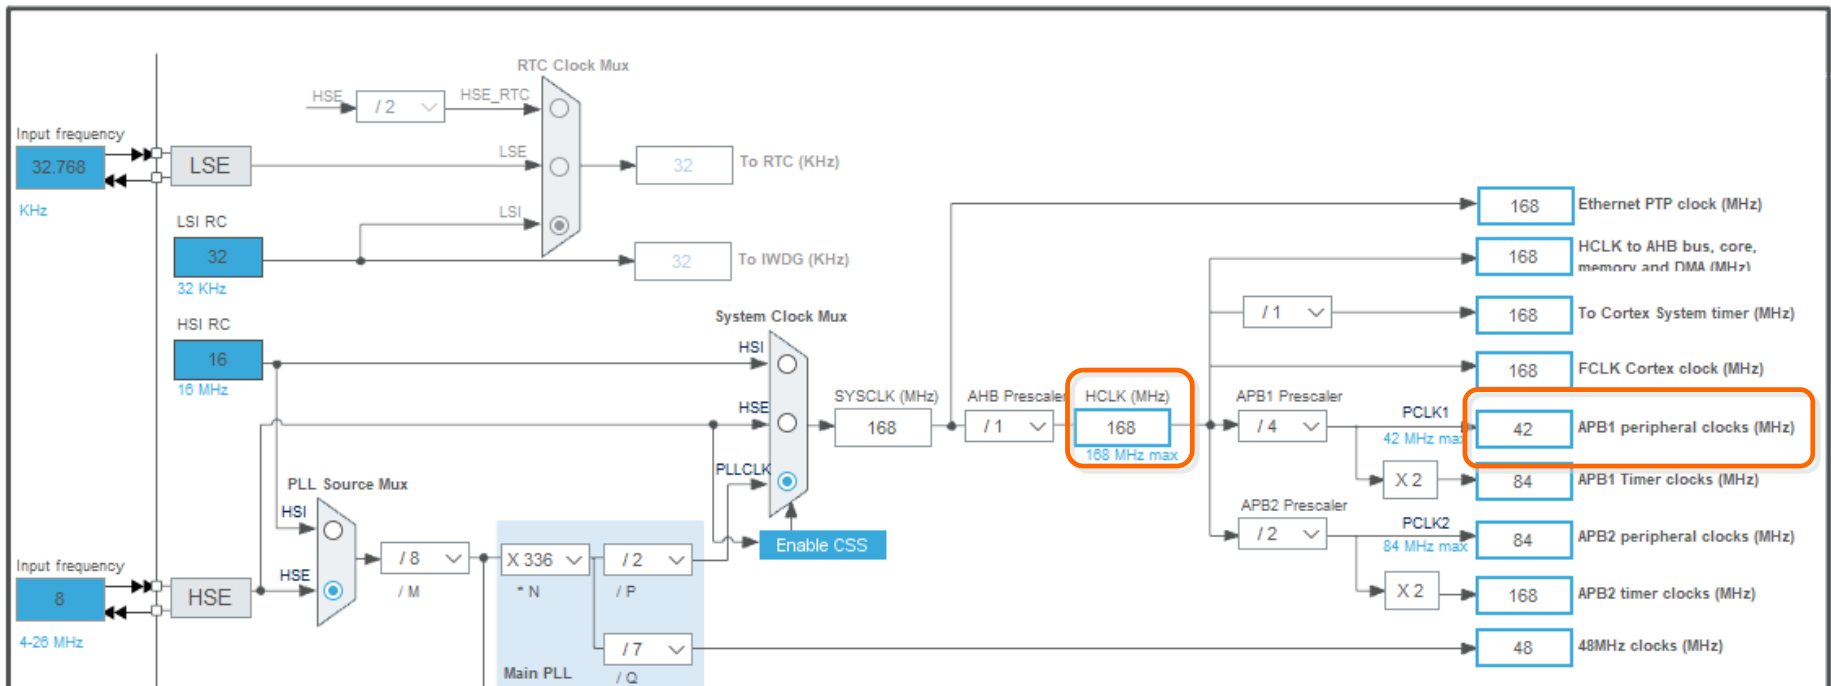 RTC Clock Mux
HSE
/ 2
HSE_RTC
Input frequency
32.768
KHz
LSE
LSE
32
To RTC (KHz)
LSI RC
32
32 KHz
LSI
32
To IWDG (KHz)
168
Ethernet PTP clock (MHz)
168
HCLK to AHB bus, core,
memory and DMA (MHz)
/ 1
168
To Cortex System timer (MHz)
168
FCLK Cortex clock (MHz)
HSI RC
16
16 MHz
System Clock Mux
HSI
HSE
PLLCLK
SYSCLK (MHz)
168
AHB Prescaler
/ 1
HCLK (MHz)
168
168 MHz max
APB1 Prescaler
/ 4
PCLK1
42 MHz max
42
APB1 peripheral clocks (MHz)
X 2
84
APB1 Timer clocks (MHz)
APB2 Prescaler
/ 2
PCLK2
84 MHz max
84
APB2 peripheral clocks (MHz)
X 2
168
APB2 timer clocks (MHz)
Enable CSS
PLL Source Mux
HSI
HSE
Input frequency
8
4-26 MHz
HSE
/ 8
/ M
X 336
* N
/ 2
/ P
/ 7
/ Q
Main PLL
48
48MHz clocks (MHz)